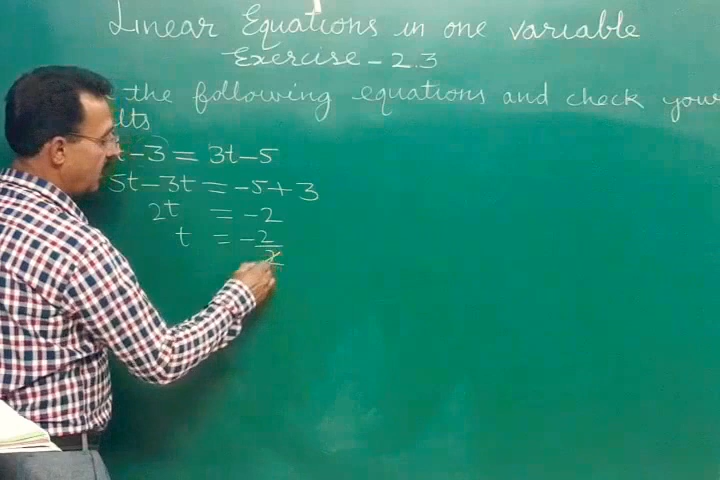 Linear Equations in one variable
Exercise - 2.3
the following equations and check your
lts
t - 3 = 3t - 5
5t - 3t = -5 + 3
2t = -2
t = -2/2